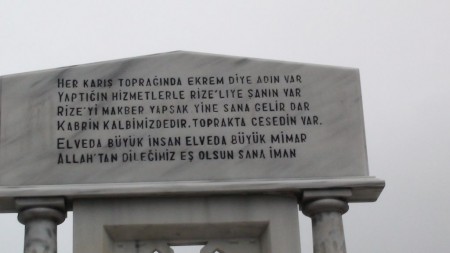 HER KARIŞ TOPRAĞINDA EKREM DİYE ADIN VAR
YAPTIĞIN HİZMETLERLE RİZE'LİYE SANIN VAR
RİZE'Yİ MAKBER YAPSAK YİNE SANA GELİR DAR
KABRİN KALBİMİZDEDİR. TOPRAKTA CESEDİN VAR.
ELVEDA BÜYÜK İNSAN ELVEDA BÜYÜK MİMAR
ALLAH'TAN DİLEĞİMİZ EŞ OLSUN SANA İMAN